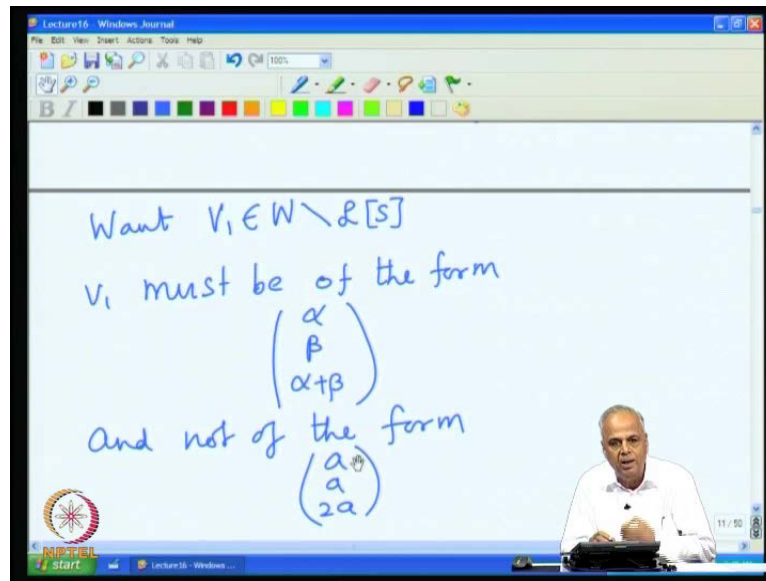 Lecture16 - Windows Journal
File Edit View Insert Actions Tools Help
100%
B I
Want V₁ ∈ W \ L[S]
V₁ must be of the form
α
β
α+β
And not of the form
a
a
2a
11 / 50
NPTEL
start Lecture16 - Windows ...